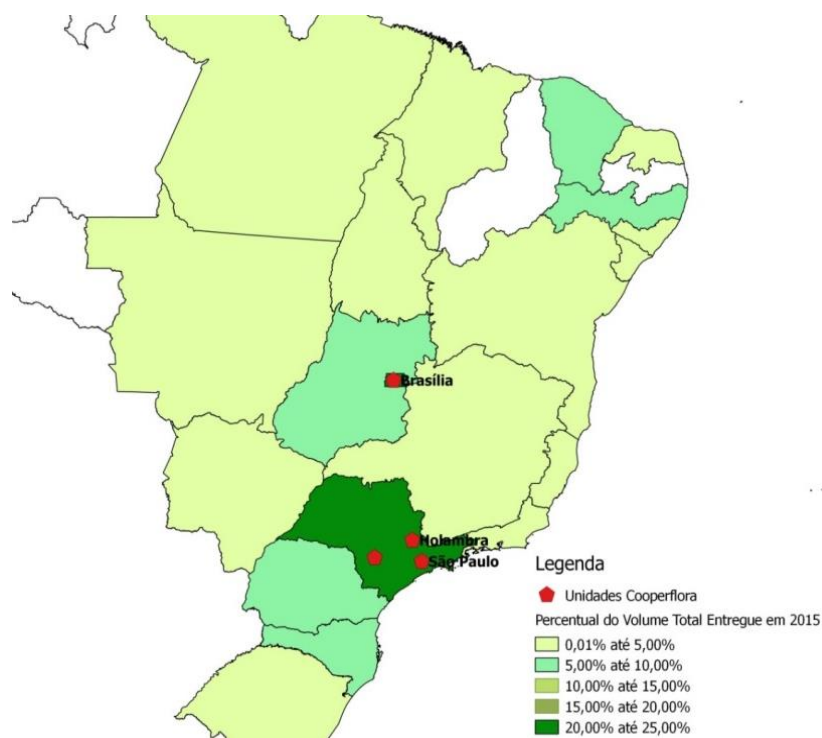 Brasília
Holambra
São Paulo
Legenda
Unidades Cooperflora
Percentual do Volume Total Entregue em 2015
0,01% até 5,00%
5,00% até 10,00%
10,00% até 15,00%
15,00% até 20,00%
20,00% até 25,00%